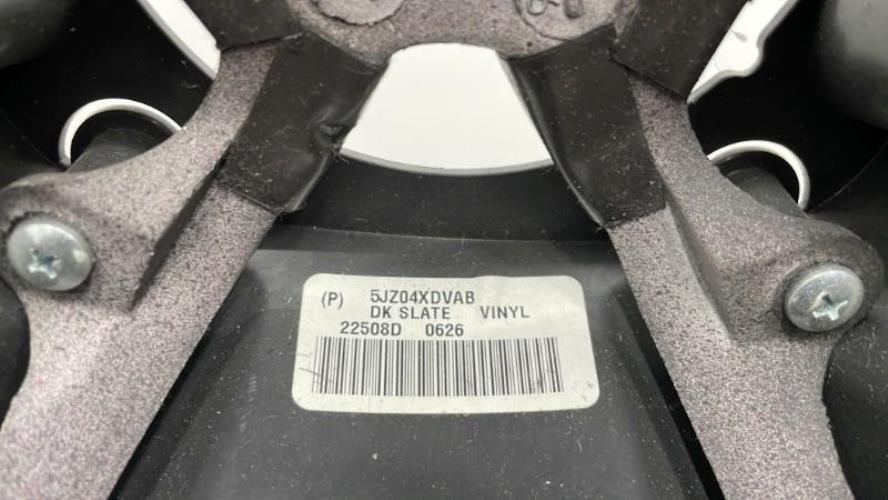 (P) 5JZ04XDVAB
DK SLATE VINYL
22508D 0626